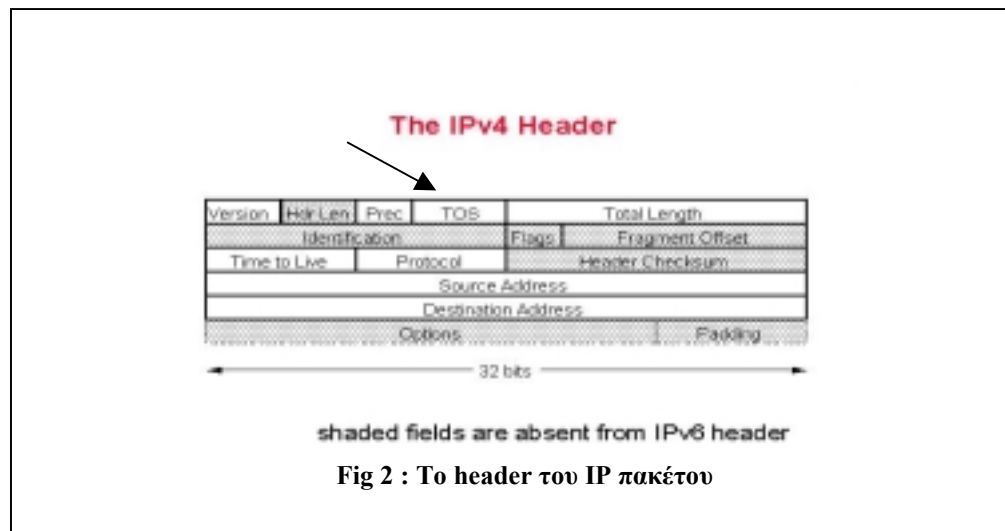 The IPv4 Header
Version Hdr Len Prec TOS Total Length
Identification Flags Fragment Offset
Time to Live Protocol Header Checksum
Source Address
Destination Address
Options Padding
32 bits
shaded fields are absent from IPv6 header
Fig 2 : Το header του IP πακέτου